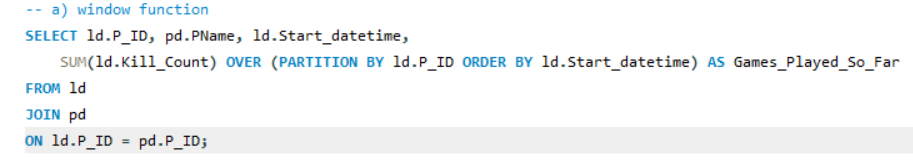 -- a) window function
SELECT ld.P_ID, pd.PName, ld.Start_datetime,
SUM(ld.Kill_Count) OVER (PARTITION BY ld.P_ID ORDER BY ld.Start_datetime) AS Games_Played_So_Far
FROM ld
JOIN pd
ON ld.P_ID = pd.P_ID;